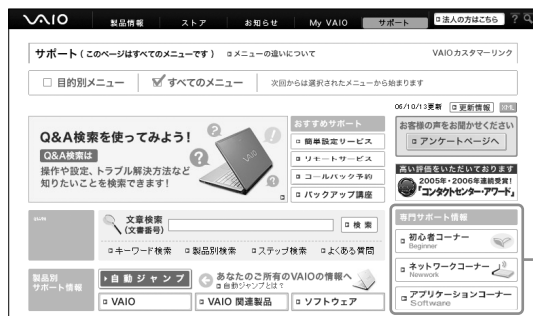 VAIO
製品情報
ストア
お知らせ
My VAIO
サポート
法人の方はこちら
?
サポート ( このページはすべてのメニューです )
メニューの違いについて
VAIOカスタマーリンク
目的別メニュー
すべてのメニュー
次回からは選択されたメニューから始まります
06/10/13更新
更新情報
XML
Q&A検索を使ってみよう!
Q&A検索は
操作や設定、トラブル解決方法など
知りたいことを検索できます!
VAIO
おすすめサポート
簡単設定サービス
リモートサービス
コールバック予約
バックアップ講座
お客様の声をお聞かせください
アンケートページへ
高い評価をいただいております
2005年・2006年連続受賞!
「コンタクトセンター・アワード」
文章検索
(文書番号)
検 索
キーワード検索
製品別検索
ステップ検索
よくある質問
専門サポート情報
初心者コーナー
Beginner
ネットワークコーナー
Newwork
アプリケーションコーナー
Software
製品別
サポート情報
自動ジャンプ
あなたのご所有のVAIOの情報へ
自動ジャンプとは?
VAIO
VAIO 関連製品
ソフトウェア